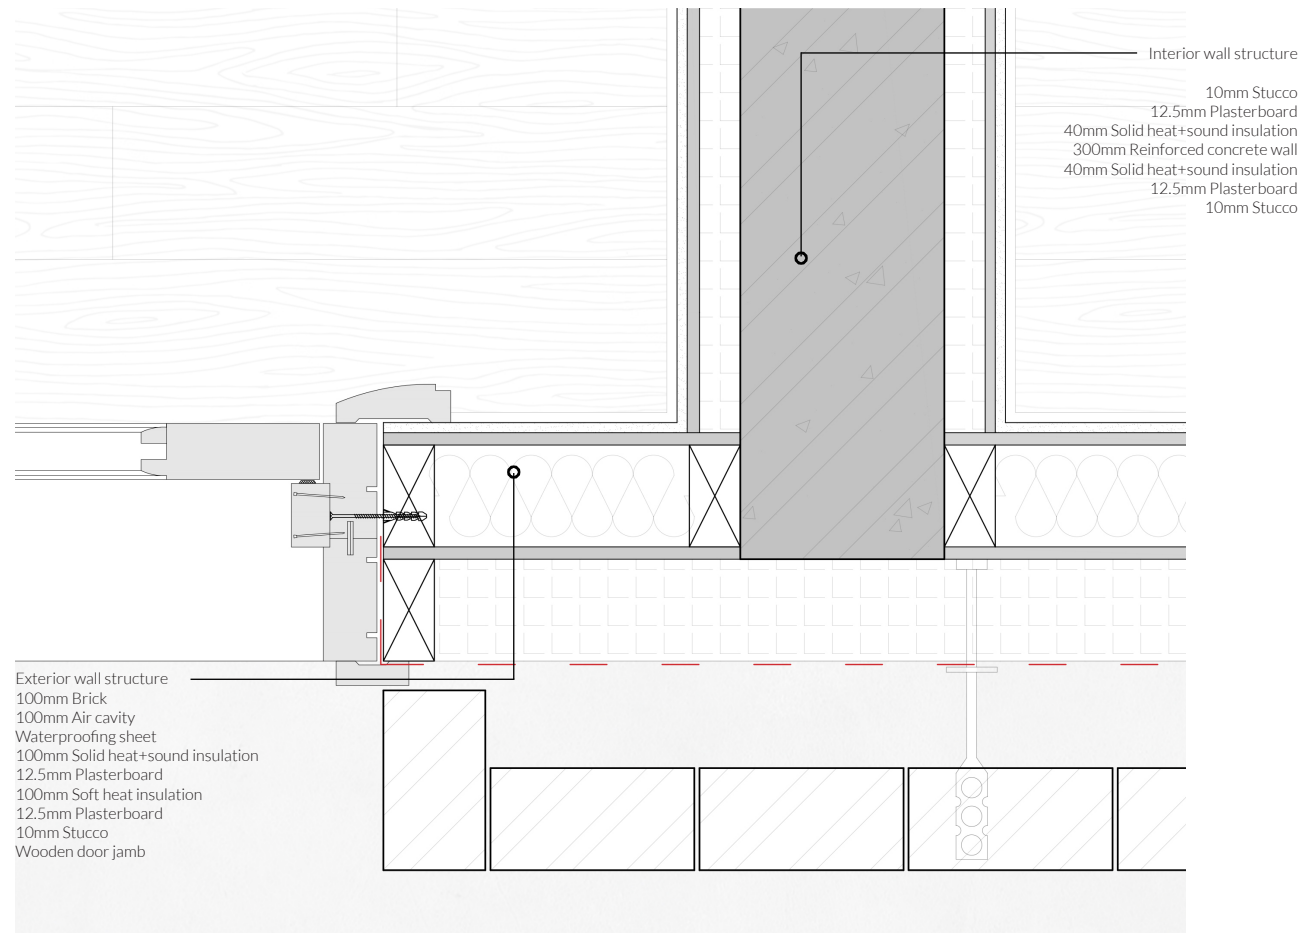 Interior wall structure
10mm Stucco
12.5mm Plasterboard
40mm Solid heat+sound insulation
300mm Reinforced concrete wall
40mm Solid heat+sound insulation
12.5mm Plasterboard
10mm Stucco
Exterior wall structure
100mm Brick
100mm Air cavity
Waterproofing sheet
100mm Solid heat+sound insulation
12.5mm Plasterboard
100mm Soft heat insulation
12.5mm Plasterboard
10mm Stucco
Wooden door jamb